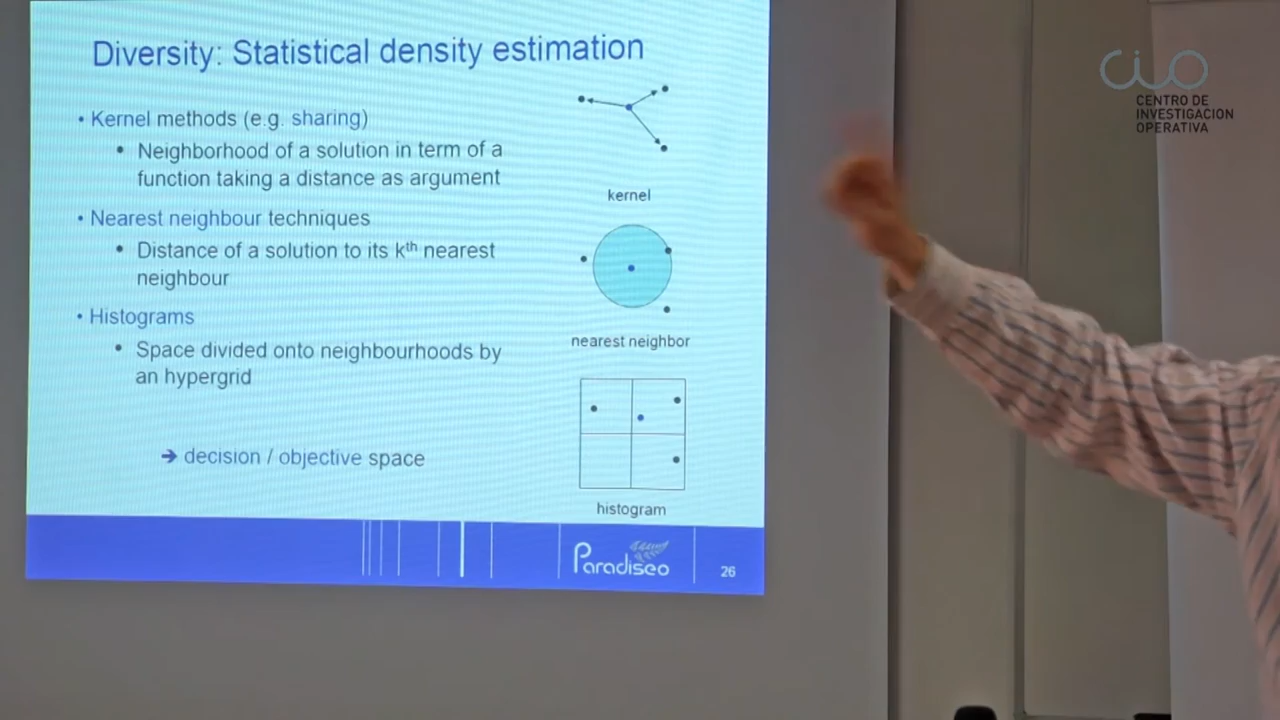 Diversity: Statistical density estimation
• Kernel methods (e.g. sharing)
• Neighborhood of a solution in term of a
function taking a distance as argument
• Nearest neighbour techniques
• Distance of a solution to its kth nearest
neighbour
• Histograms
• Space divided onto neighbourhoods by
an hypergrid
➔ decision / objective space
kernel
nearest neighbor
histogram
Paradiseo
26
CIO
CENTRO DE
INVESTIGACION
OPERATIVA